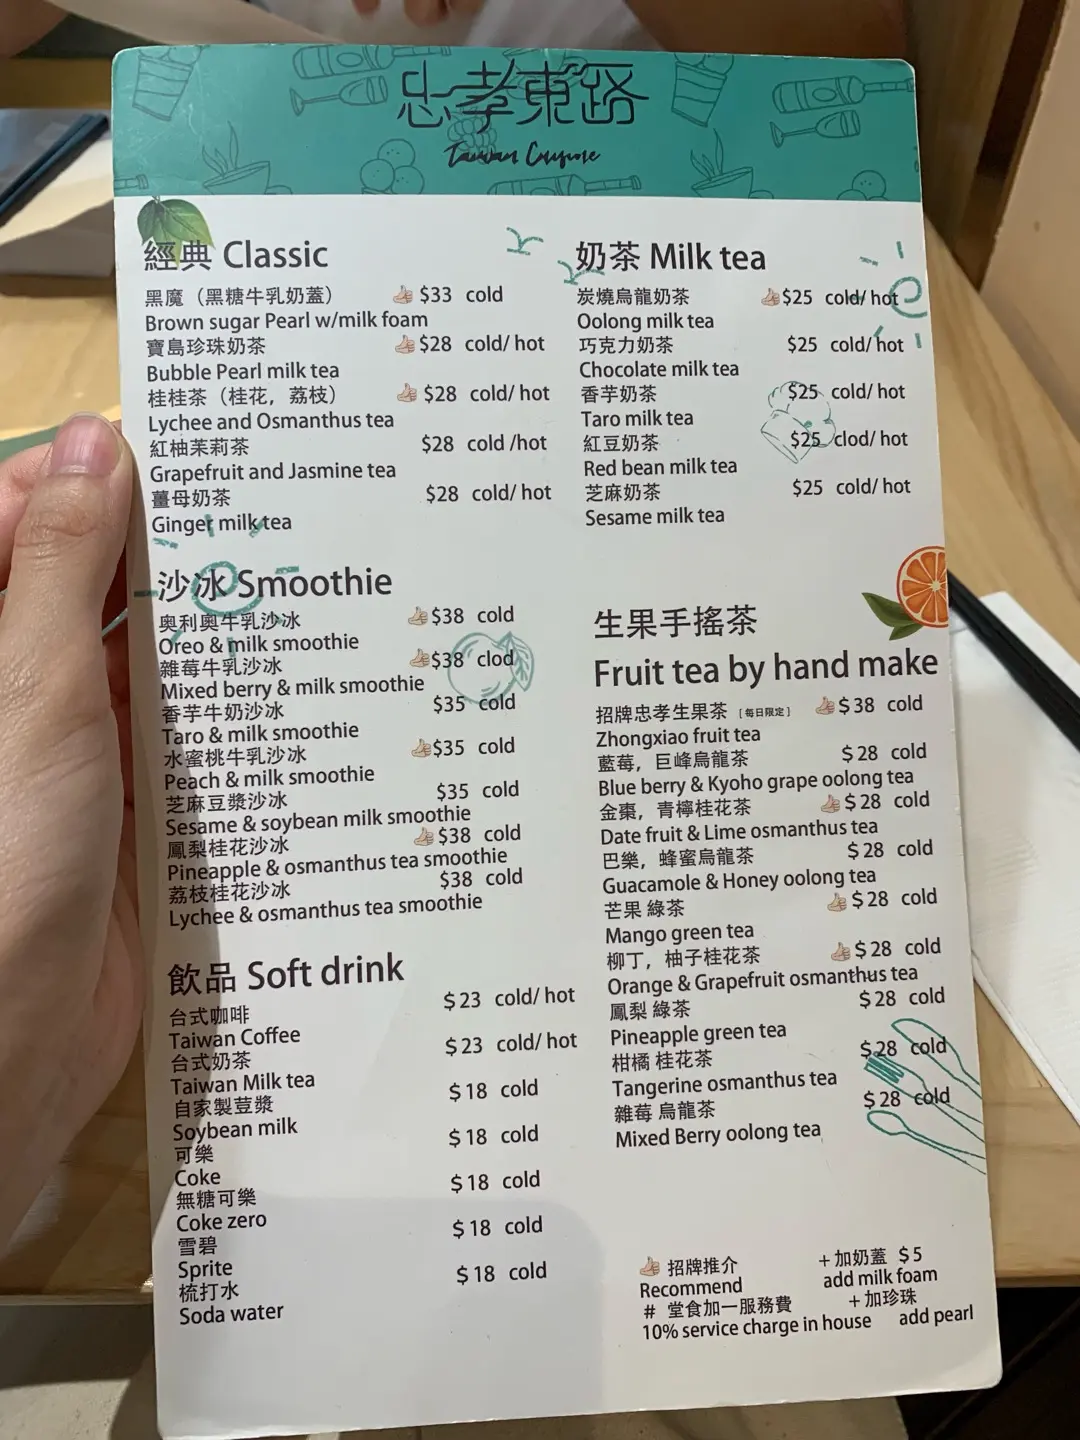 忠孝東路
Taiwan Cuisine
經典 Classic
黑魔（黑糖牛乳奶蓋） $33 cold
Brown sugar Pearl w/milk foam
寶島珍珠奶茶 $28 cold/ hot
Bubble Pearl milk tea
桂桂茶（桂花，荔枝） $28 cold/ hot
Lychee and Osmanthus tea
紅柚茉莉茶 $28 cold /hot
Grapefruit and Jasmine tea
薑母奶茶 $28 cold/ hot
Ginger milk tea
沙冰 Smoothie
奧利奧牛乳沙冰 $38 cold
Oreo & milk smoothie
雜莓牛乳沙冰 $38 clod
Mixed berry & milk smoothie
香芋牛奶沙冰 $35 cold
Taro & milk smoothie
水蜜桃牛乳沙冰 $35 cold
Peach & milk smoothie
芝麻豆漿沙冰 $35 cold
Sesame & soybean milk smoothie
鳳梨桂花沙冰 $38 cold
Pineapple & osmanthus tea smoothie
荔枝桂花沙冰 $38 cold
Lychee & osmanthus tea smoothie
飲品 Soft drink
台式咖啡 $23 cold/ hot
Taiwan Coffee
台式奶茶 $23 cold/ hot
Taiwan Milk tea
自家製荳漿 $18 cold
Soybean milk
可樂 $18 cold
Coke
無糖可樂 $18 cold
Coke zero
雪碧 $18 cold
Sprite
梳打水 $18 cold
Soda water
奶茶 Milk tea
炭燒烏龍奶茶 $25 cold/ hot
Oolong milk tea
巧克力奶茶 $25 cold/ hot
Chocolate milk tea
香芋奶茶 $25 cold/ hot
Taro milk tea
紅豆奶茶 $25 clod/ hot
Red bean milk tea
芝麻奶茶 $25 cold/ hot
Sesame milk tea
生果手搖茶
Fruit tea by hand make
招牌忠孝生果茶 [每日限定] $38 cold
Zhongxiao fruit tea
藍莓，巨峰烏龍茶 $28 cold
Blue berry & Kyoho grape oolong tea
金棗，青檸桂花茶 $28 cold
Date fruit & Lime osmanthus tea
巴樂，蜂蜜烏龍茶 $28 cold
Guacamole & Honey oolong tea
芒果 綠茶 $28 cold
Mango green tea
柳丁，柚子桂花茶 $28 cold
Orange & Grapefruit osmanthus tea
鳳梨 綠茶 $28 cold
Pineapple green tea
柑橘 桂花茶 $28 cold
Tangerine osmanthus tea
雜莓 烏龍茶 $28 cold
Mixed Berry oolong tea
招牌推介 +加奶蓋 $5
Recommend add milk foam
# 堂食加一服務費 +加珍珠
10% service charge in house add pearl